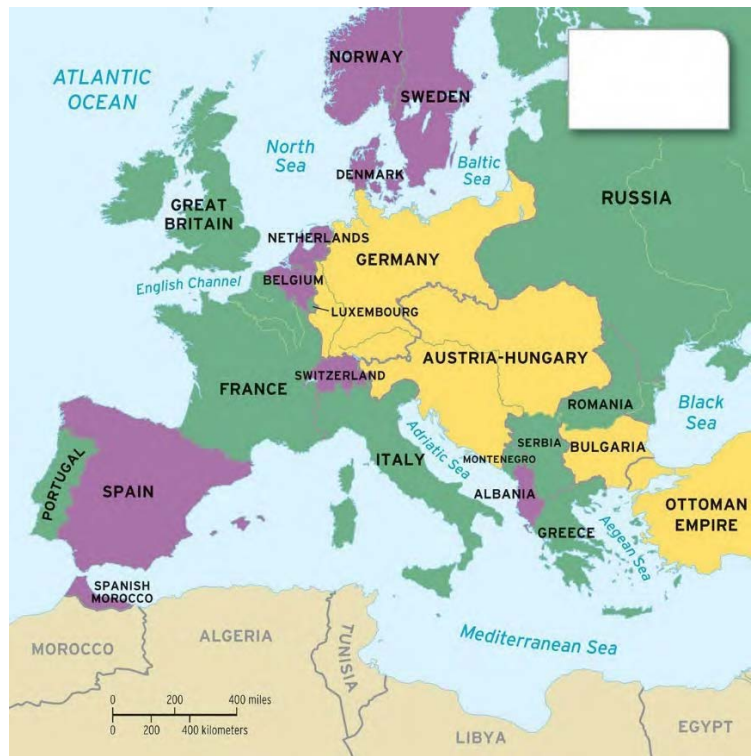 NORWAY
ATLANTIC
OCEAN
SWEDEN
North
Sea
Baltic
Sea
DENMARK
RUSSIA
GREAT
BRITAIN
NETHERLANDS
GERMANY
English Channel
BELGIUM
LUXEMBOURG
AUSTRIA-HUNGARY
SWITZERLAND
FRANCE
ROMANIA
Black
Sea
Adriatic Sea
SERBIA
BULGARIA
ITALY
MONTENEGRO
PORTUGAL
SPAIN
ALBANIA
OTTOMAN
EMPIRE
GREECE
Aegean Sea
SPANISH
MOROCCO
MOROCCO
ALGERIA
TUNISIA
Mediterranean Sea
0 200 400 miles
0 200 400 kilometers
LIBYA
EGYPT